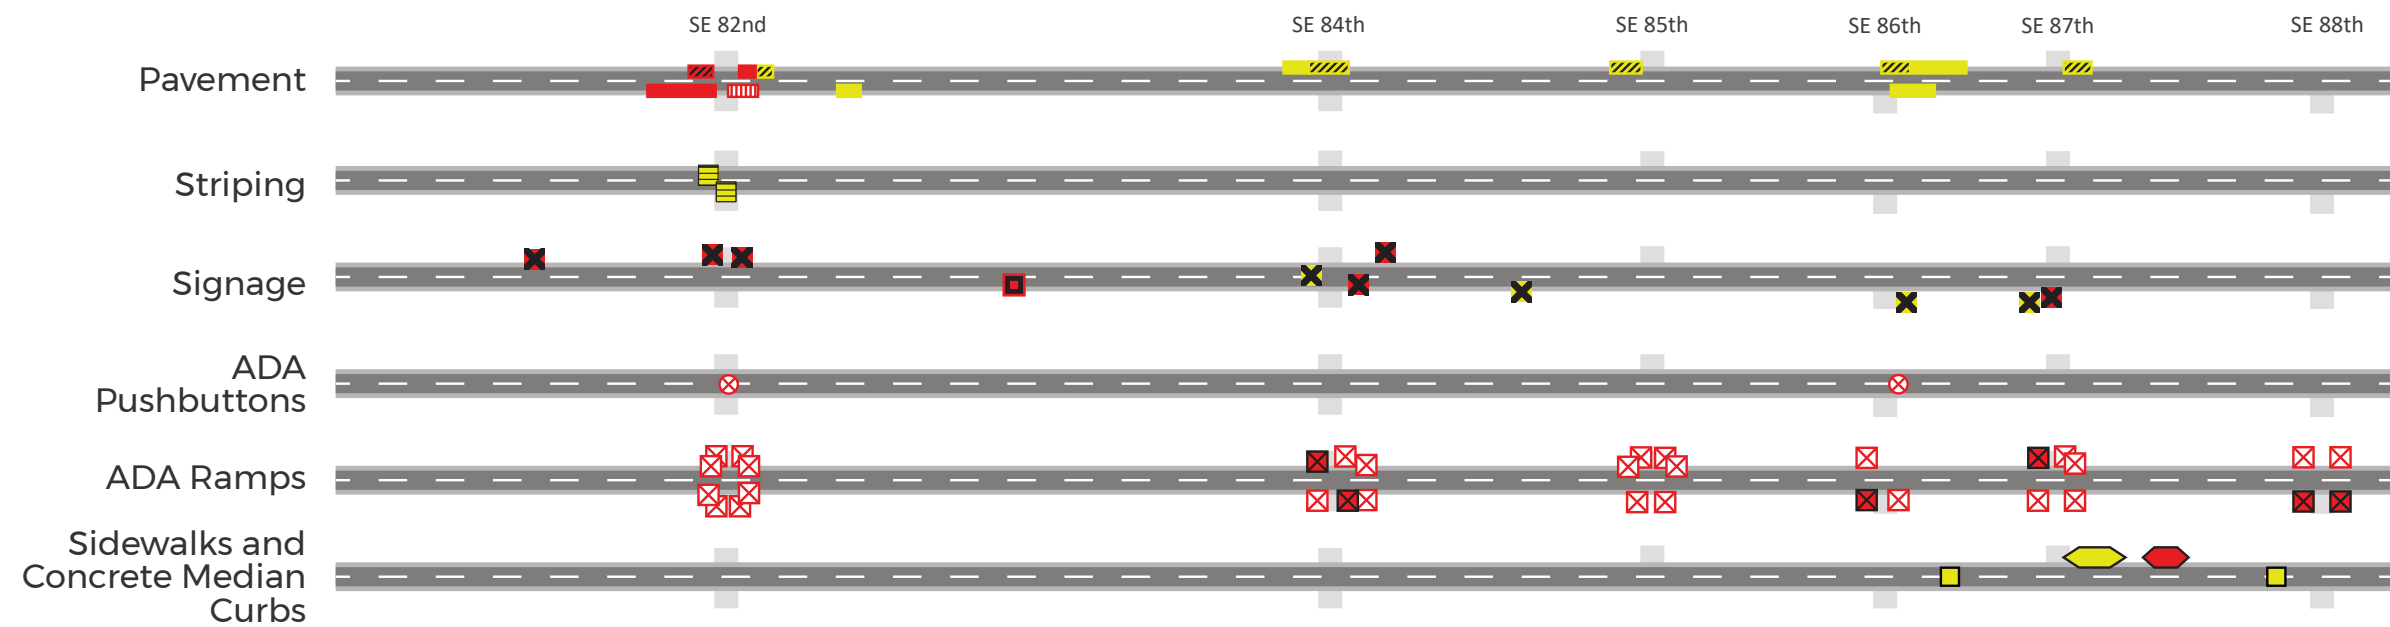 SE 82nd SE 84th SE 85th SE 86th SE 87th SE 88th
Pavement
Striping
Signage
ADA
Pushbuttons
ADA Ramps
Sidewalks and
Concrete Median
Curbs